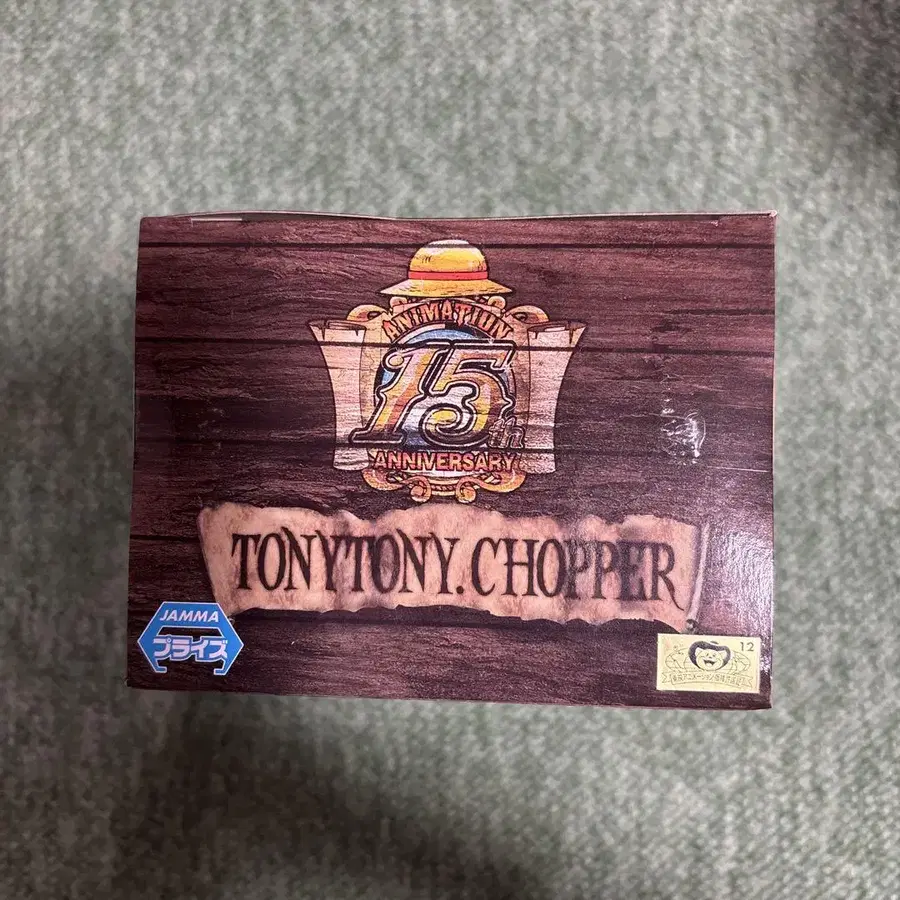 ANIMATION
15th
ANNIVERSARY
TONYTONY.CHOPPER
JAMMA
プライズ
12